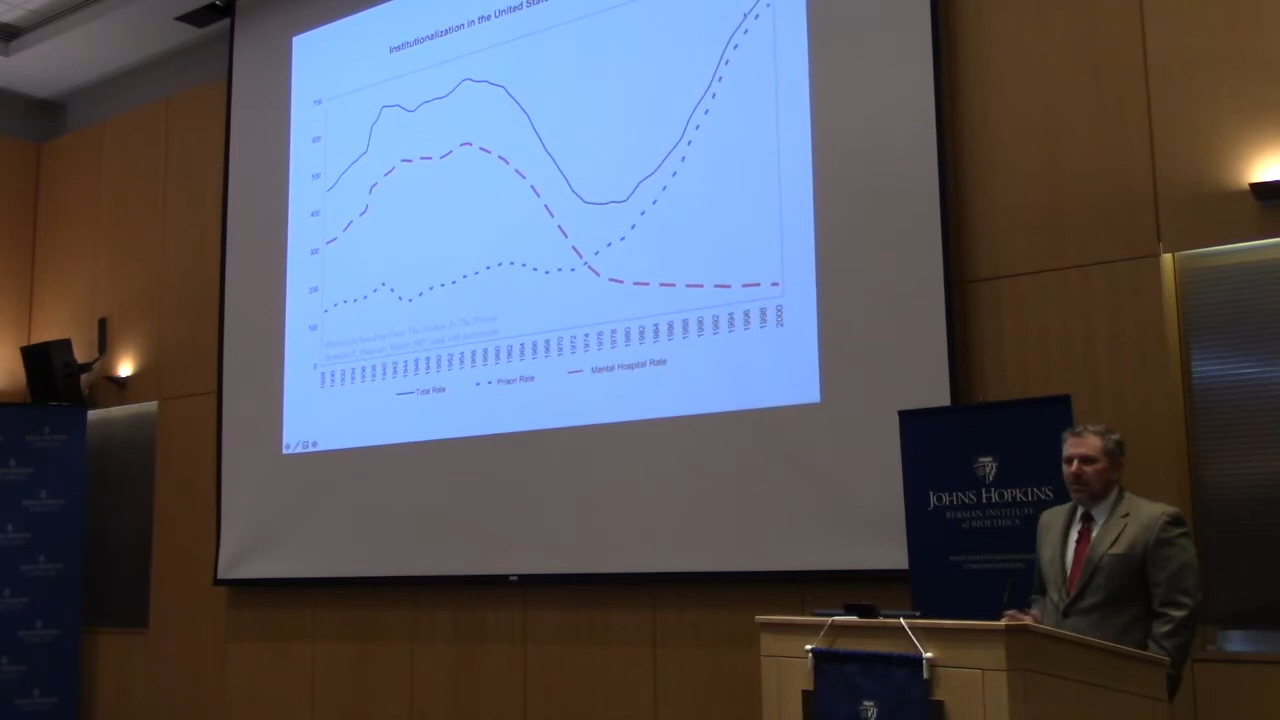 Institutionalization in the United State
700
600
500
400
300
200
100
0
1928 1930 1932 1934 1936 1938 1940 1942 1944 1946 1948 1950 1952 1954 1956 1958 1960 1962 1964 1966 1968 1970 1972 1974 1976 1978 1980 1982 1984 1986 1988 1990 1992 1994 1996 1998 2000
Total Rate Prison Rate Mental Hospital Rate
JOHNS HOPKINS
BERMAN INSTITUTE
of BIOETHICS